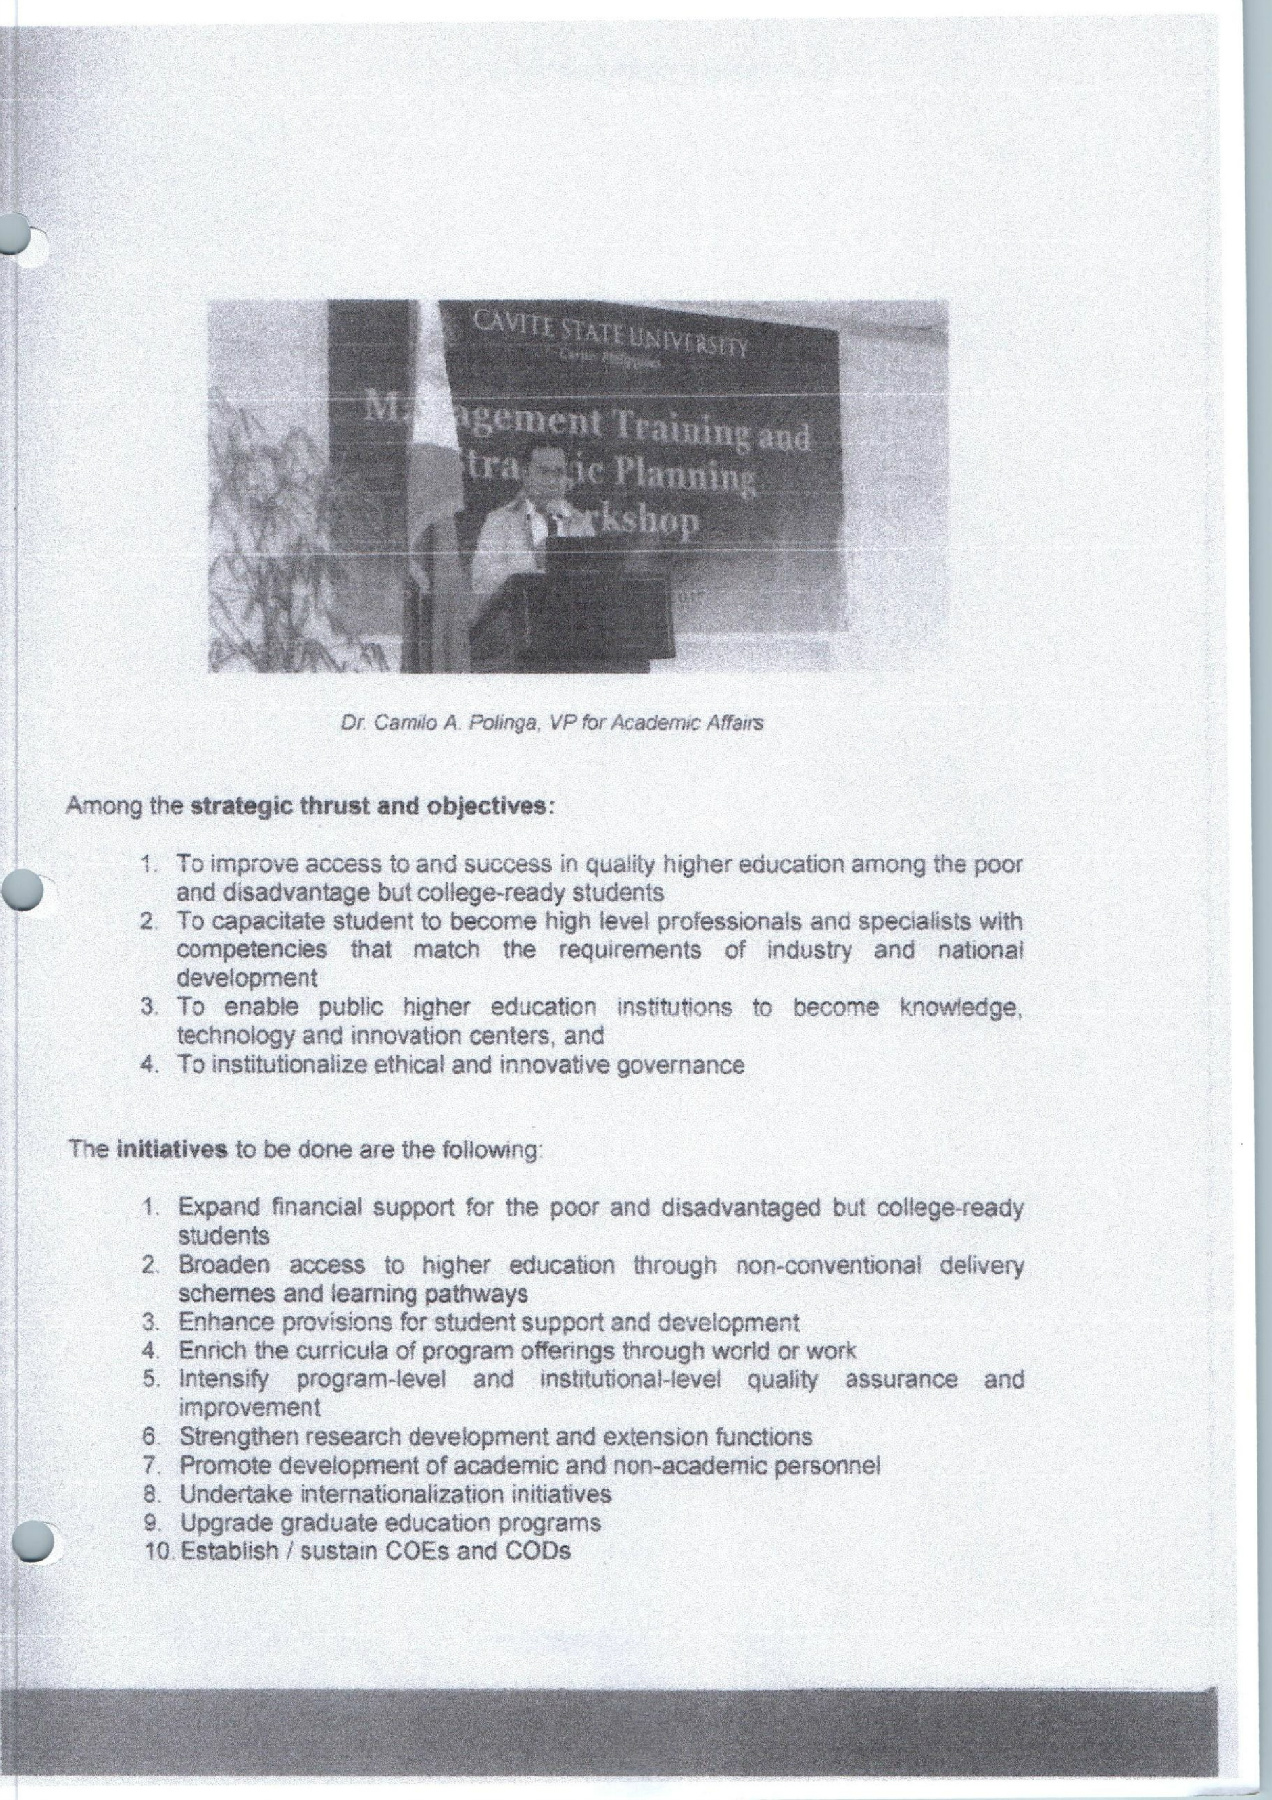 CAVITE STATE UNIVERSITY
Cavite, Philippines
Management Training and
Strategic Planning
Workshop
Dr. Camilo A. Polinga, VP for Academic Affairs
Among the strategic thrust and objectives:
1. To improve access to and success in quality higher education among the poor
and disadvantage but college-ready students
2. To capacitate student to become high level professionals and specialists with
competencies that match the requirements of industry and national
development
3. To enable public higher education institutions to become knowledge,
technology and innovation centers, and
4. To institutionalize ethical and innovative governance
The initiatives to be done are the following:
1. Expand financial support for the poor and disadvantaged but college-ready
students
2. Broaden access to higher education through non-conventional delivery
schemes and learning pathways
3. Enhance provisions for student support and development
4. Enrich the curricula of program offerings through world or work
5. Intensify program-level and institutional-level quality assurance and
improvement
6. Strengthen research development and extension functions
7. Promote development of academic and non-academic personnel
8. Undertake internationalization initiatives
9. Upgrade graduate education programs
10. Establish / sustain COEs and CODs